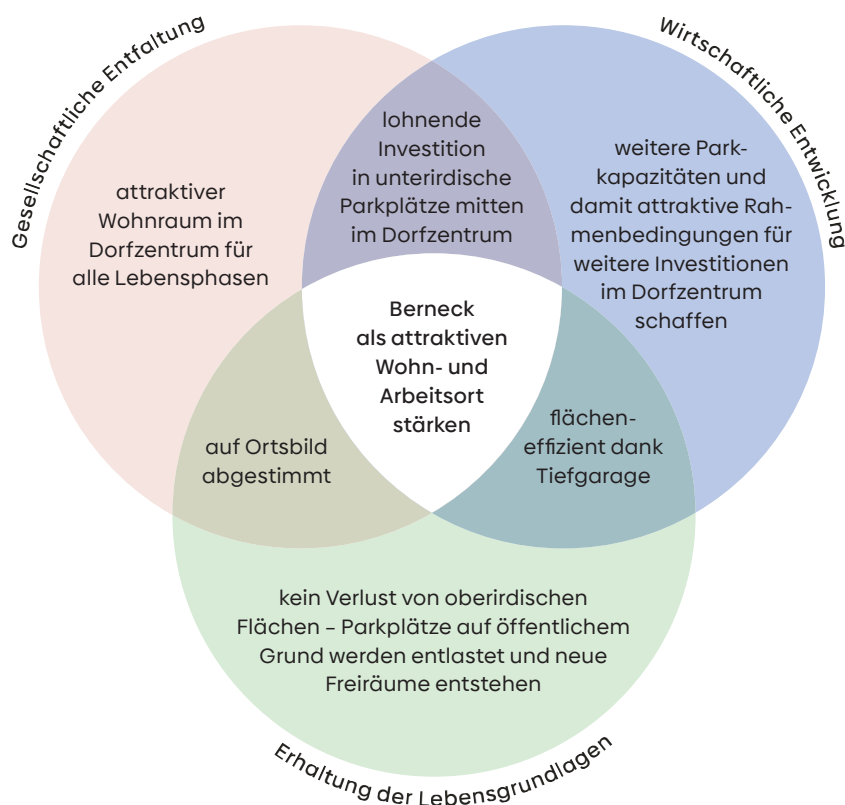 Gesellschaftliche Entfaltung
Wirtschaftliche Entwicklung
lohnende
Investition
in unterirdische
Parkplätze mitten
im Dorfzentrum
attraktiver
Wohnraum im
Dorfzentrum für
alle Lebensphasen
weitere Park-
kapazitäten und
damit attraktive Rah-
menbedingungen für
weitere Investitionen
im Dorfzentrum
schaffen
Berneck
als attraktiven
Wohn- und
Arbeitsort
stärken
auf Ortsbild
abgestimmt
flächen-
effizient dank
Tiefgarage
kein Verlust von oberirdischen
Flächen – Parkplätze auf öffentlichem
Grund werden entlastet und neue
Freiräume entstehen
Erhaltung der Lebensgrundlagen